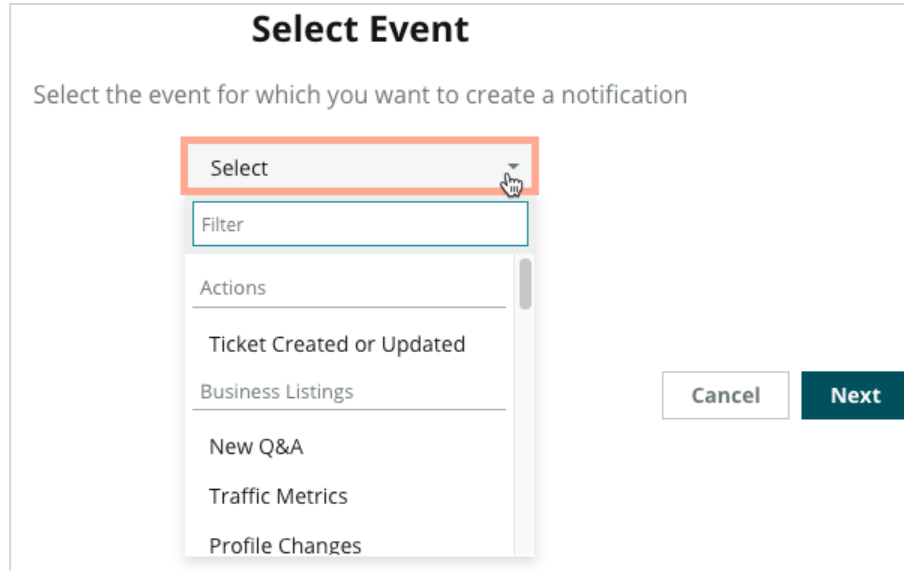 Select Event
Select the event for which you want to create a notification
Select
Filter
Actions
Ticket Created or Updated
Business Listings
New Q&A
Traffic Metrics
Profile Changes
Cancel
Next